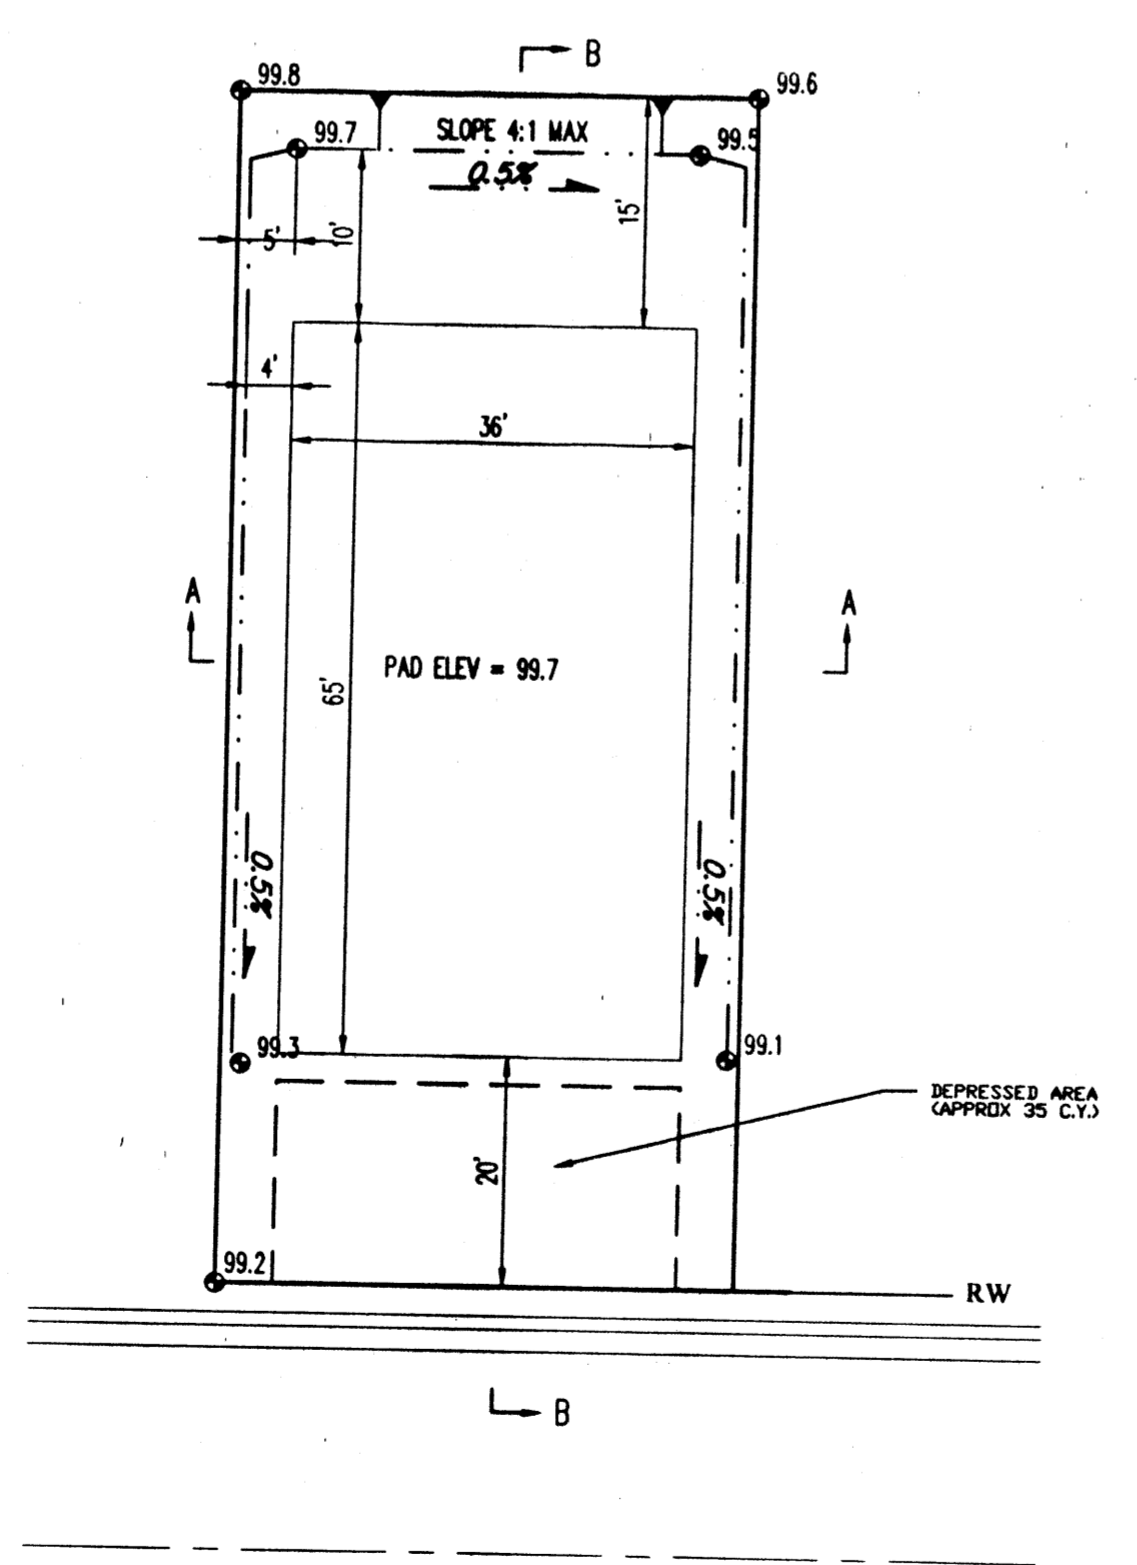 B
99.8
99.6
99.7
SLOPE 4:1 MAX
99.5
0.5%
5'
10'
15'
4'
36'
A
A
65'
PAD ELEV = 99.7
0.5%
0.5%
99.3
99.1
DEPRESSED AREA
(APPROX 35 C.Y.)
20'
99.2
RW
B